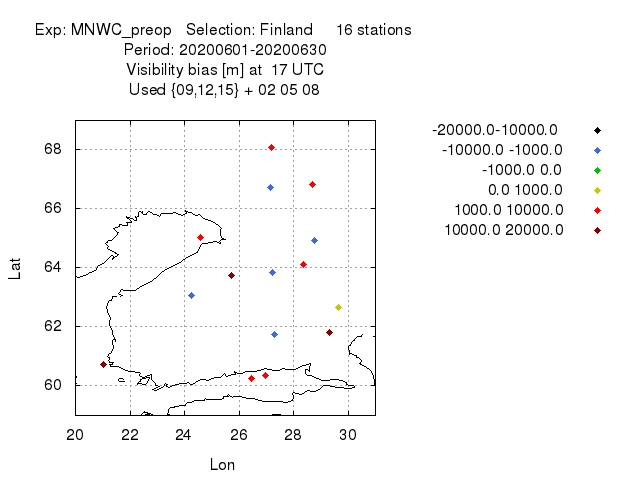 Exp: MNWC_preop   Selection: Finland     16 stations
Period: 20200601-20200630
Visibility bias [m] at  17 UTC
Used {09,12,15} + 02 05 08
-20000.0-10000.0
-10000.0 -1000.0
-1000.0 0.0
0.0 1000.0
1000.0 10000.0
10000.0 20000.0
68
66
64
62
60
Lat
20 22 24 26 28 30
Lon